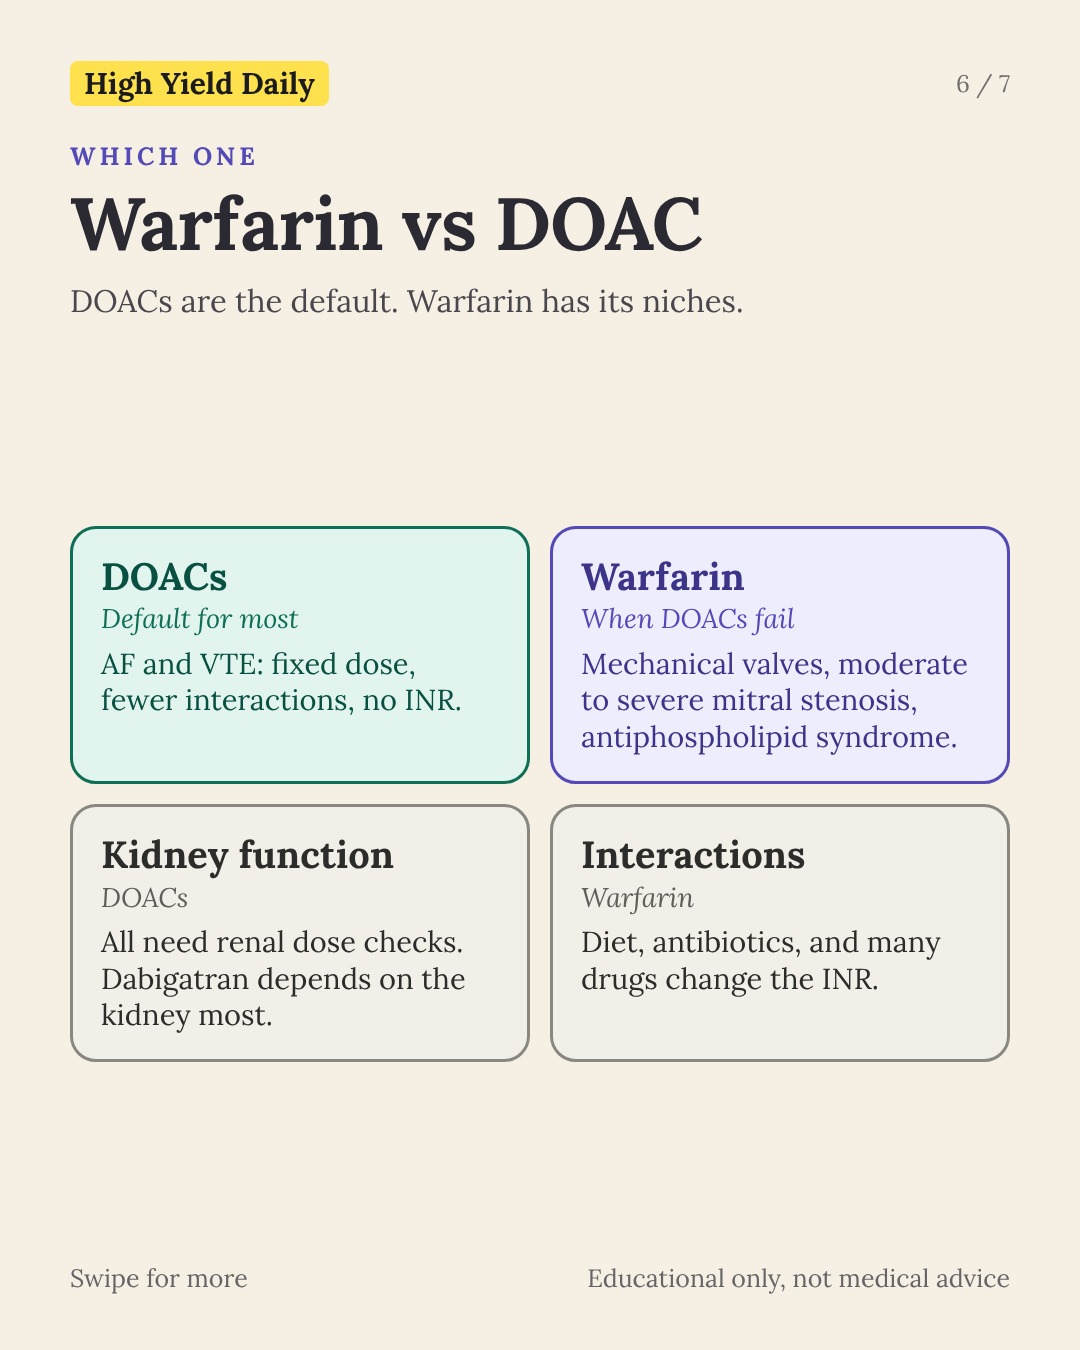 High Yield Daily
6 / 7
WHICH ONE
Warfarin vs DOAC
DOACs are the default. Warfarin has its niches.
DOACs
Default for most
AF and VTE: fixed dose,
fewer interactions, no INR.
Warfarin
When DOACs fail
Mechanical valves, moderate
to severe mitral stenosis,
antiphospholipid syndrome.
Kidney function
DOACs
All need renal dose checks.
Dabigatran depends on the
kidney most.
Interactions
Warfarin
Diet, antibiotics, and many
drugs change the INR.
Swipe for more
Educational only, not medical advice